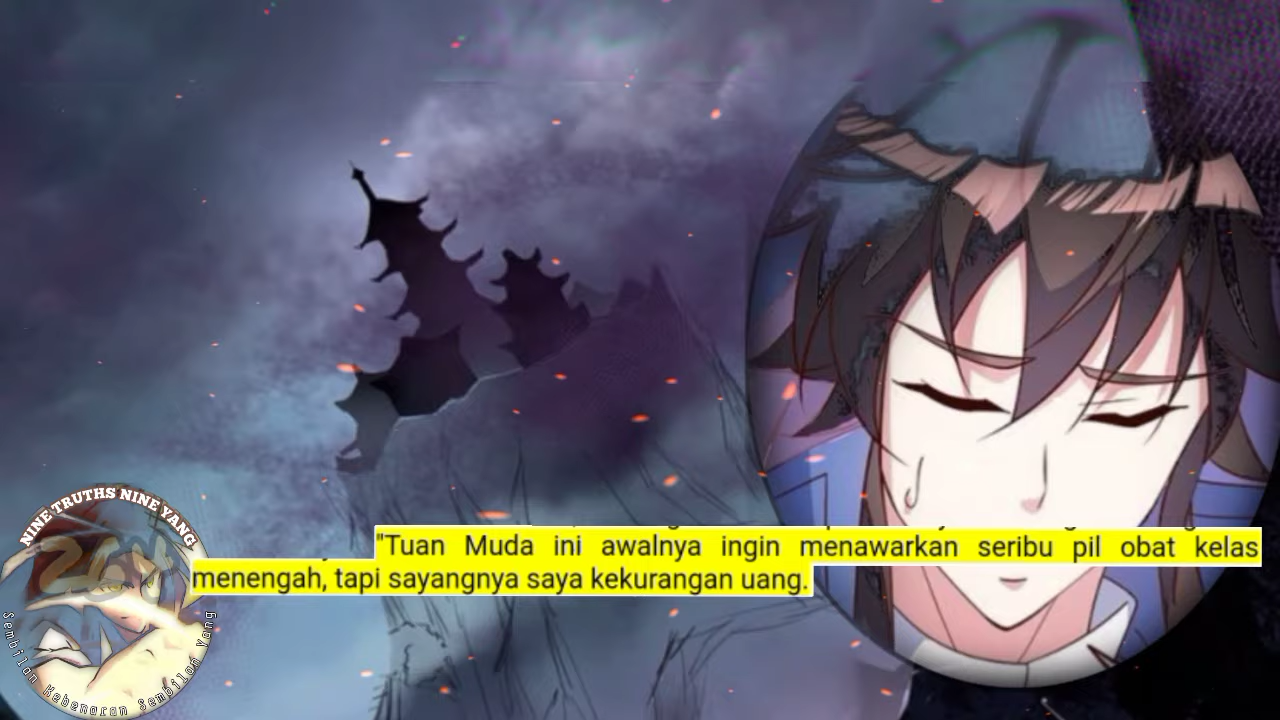 "Tuan Muda ini awalnya ingin menawarkan seribu pil obat kelas
menengah, tapi sayangnya saya kekurangan uang.
NINE TRUTHS NINE YANG
Sembilan Kebenaran Sembilan Yang